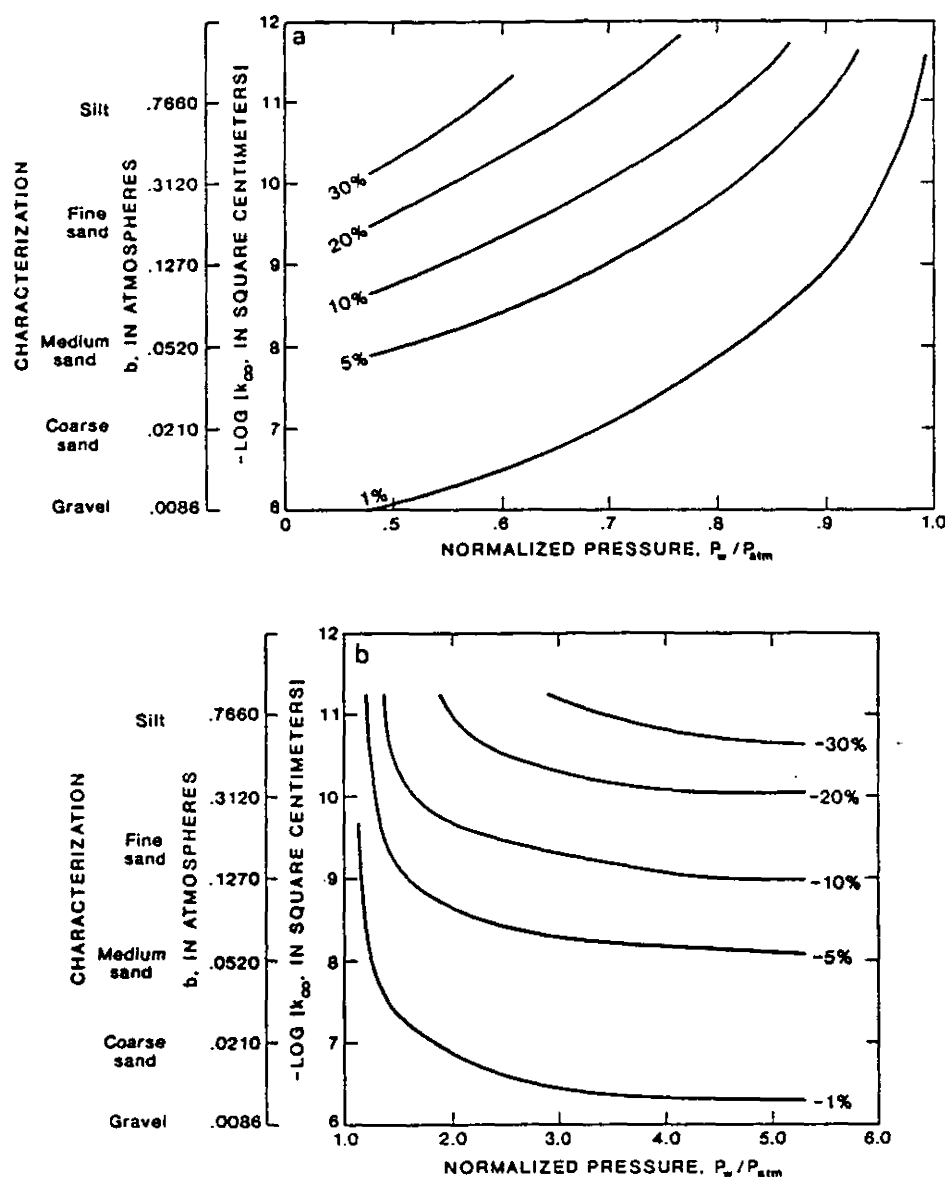 a
CHARACTERIZATION
b, IN ATMOSPHERES
-LOG |k∞, IN SQUARE CENTIMETERS|
12
Silt .7660 11
.3120 10
Fine sand
.1270 9
Medium sand .0520 8
Coarse sand .0210 7
Gravel .0086 6
30%
20%
10%
5%
1%
0 .5 .6 .7 .8 .9 1.0
NORMALIZED PRESSURE, Pw/Patm
b
CHARACTERIZATION
b, IN ATMOSPHERES
-LOG |k∞, IN SQUARE CENTIMETERS|
12
Silt .7660 11
.3120 10
Fine sand
.1270 .9
Medium sand .0520 8
Coarse sand .0210 7
Gravel .0086 6
-30%
-20%
-10%
-5%
-1%
1.0 2.0 3.0 4.0 5.0 6.0
NORMALIZED PRESSURE, Pw/Patm